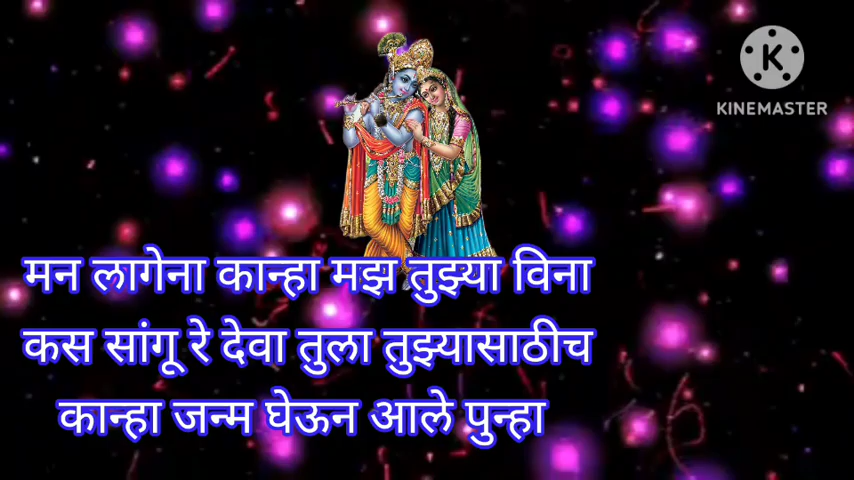 KINEMASTER
मन लागेना कान्हा मझ तुझ्या विना
कस सांगू रे देवा तुला तुझ्यासाठीच
कान्हा जन्म घेऊन आले पुन्हा